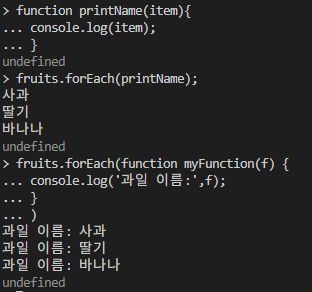 > function printName(item){
... console.log(item);
... }
undefined
> fruits.forEach(printName);
사과
딸기
바나나
undefined
> fruits.forEach(function myFunction(f) {
... console.log('과일 이름:',f);
... }
... )
과일 이름: 사과
과일 이름: 딸기
과일 이름: 바나나
undefined